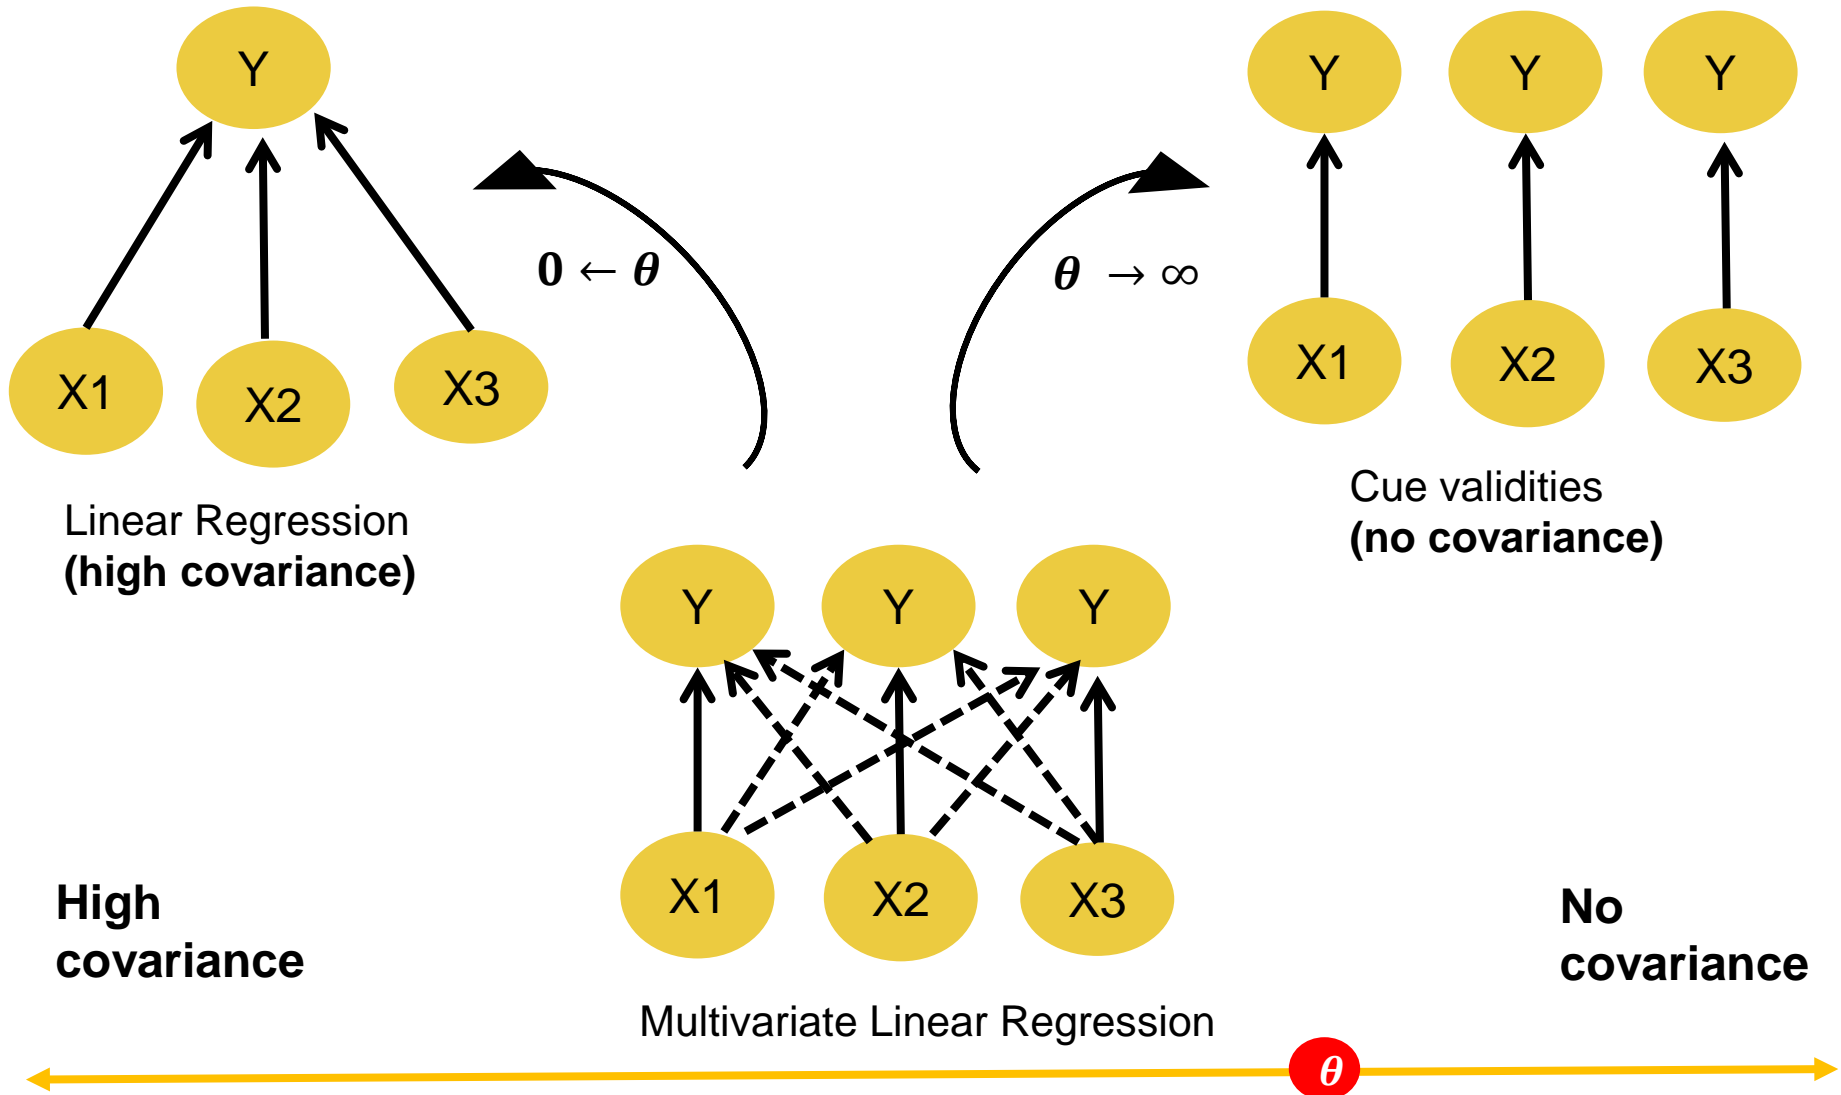 Y
X1
X2
X3
Linear Regression
(high covariance)
0 ← θ
θ → ∞
Y Y Y
X1 X2 X3
Cue validities
(no covariance)
Y Y Y
X1 X2 X3
Multivariate Linear Regression
High
covariance
No
covariance
θ